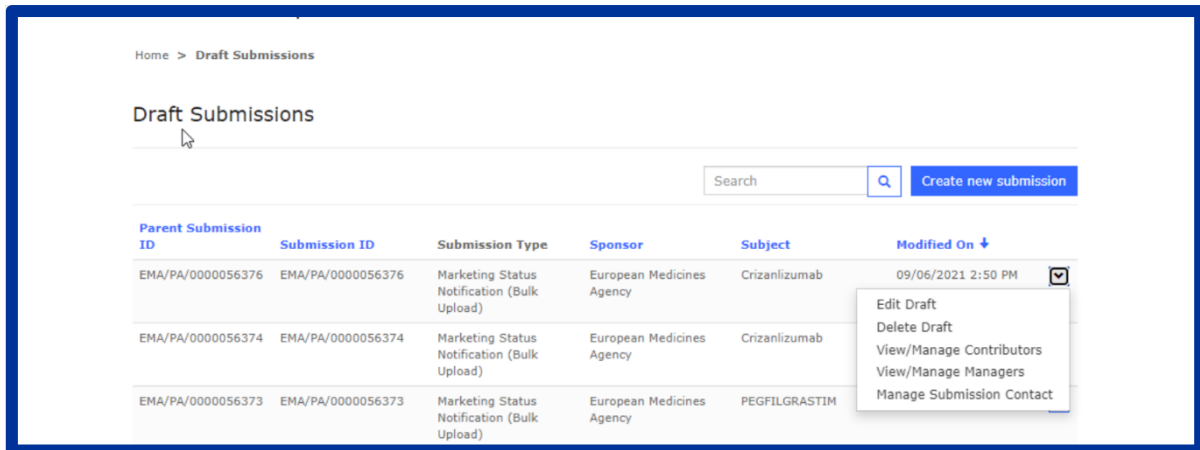 Home > Draft Submissions
Draft Submissions
Search
Create new submission
Parent Submission
ID
Submission ID
Submission Type
Sponsor
Subject
Modified On
EMA/PA/0000056376
EMA/PA/0000056376
Marketing Status
Notification (Bulk
Upload)
European Medicines
Agency
Crizanlizumab
09/06/2021 2:50 PM
Edit Draft
Delete Draft
View/Manage Contributors
View/Manage Managers
Manage Submission Contact
EMA/PA/0000056374
EMA/PA/0000056374
Marketing Status
Notification (Bulk
Upload)
European Medicines
Agency
Crizanlizumab
EMA/PA/0000056373
EMA/PA/0000056373
Marketing Status
Notification (Bulk
Upload)
European Medicines
Agency
PEGFILGRASTIM